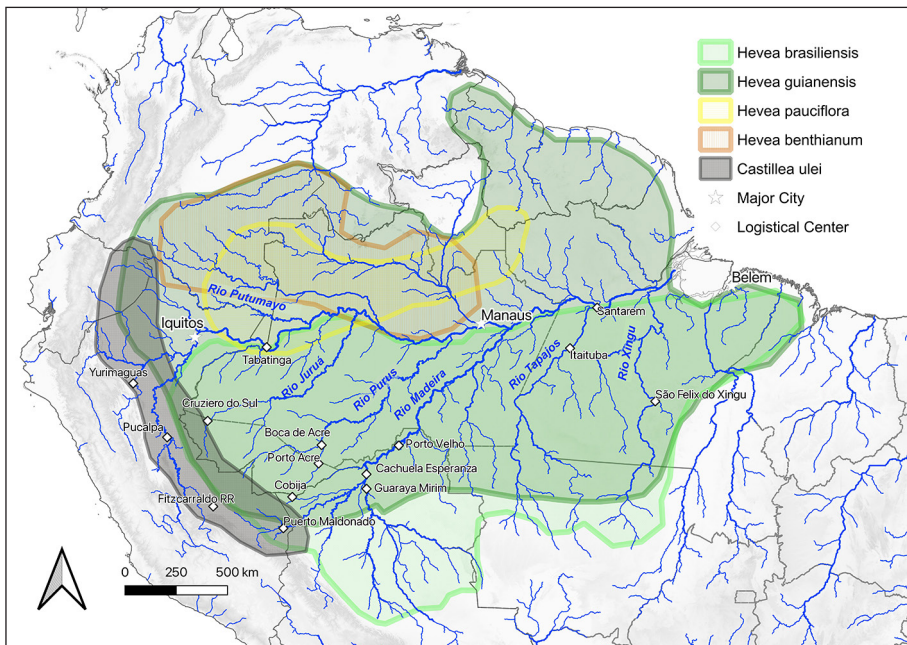 Hevea brasiliensis
Hevea guianensis
Hevea pauciflora
Hevea benthianum
Castillea ulei
Major City
Logistical Center
Belem
Rio Putumayo
Manaus
Santarem
Iquitos
Tabatinga
Itaituba
Rio Tapajos
Rio Xingu
Rio Juruá
Rio Purus
Rio Madeira
Yurimaguas
Cruziero do Sul
São Felix do Xingu
Pucalpa
Boca de Acre
Porto Velho
Porto Acre
Cachuela Esperanza
Cobija
Guaraya Mirim
Fitzcarraldo RR
Puerto Maldonado
0 250 500 km